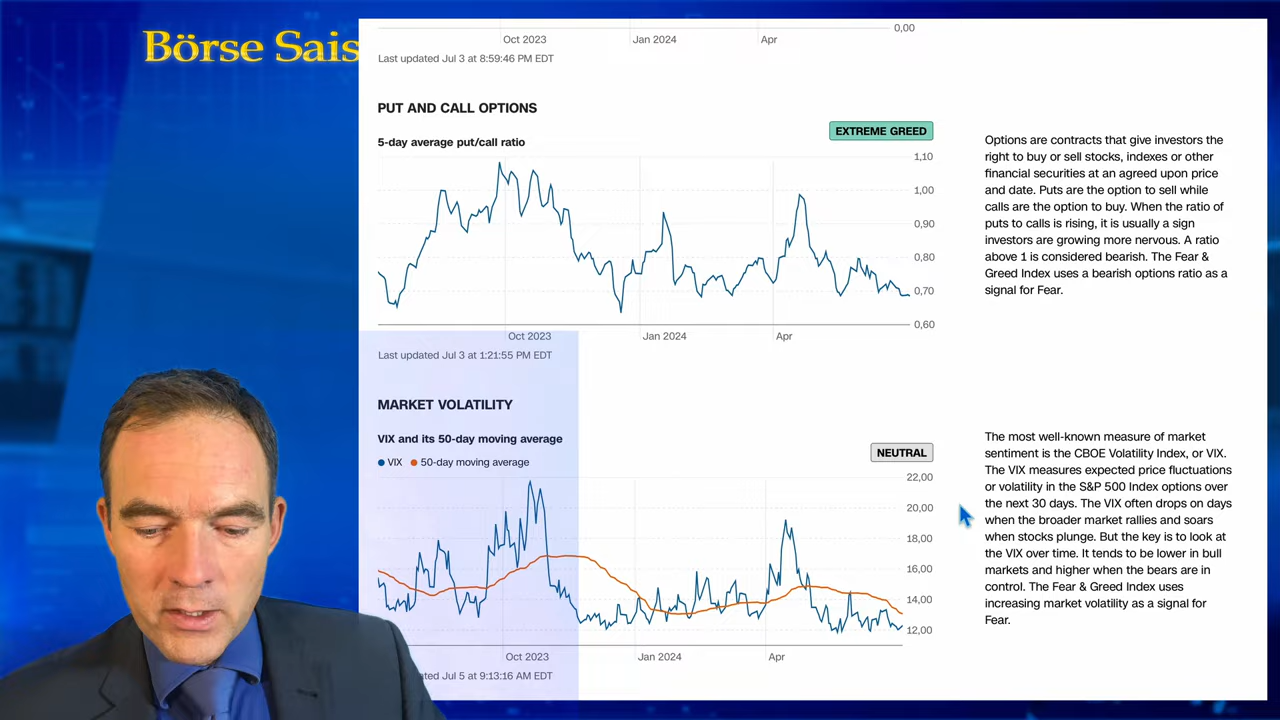 Börse Sais
0,00
Oct 2023 Jan 2024 Apr
Last updated Jul 3 at 8:59:46 PM EDT
PUT AND CALL OPTIONS
EXTREME GREED
5-day average put/call ratio
1,10
1,00
0,90
0,80
0,70
0,60
Oct 2023 Jan 2024 Apr
Last updated Jul 3 at 1:21:55 PM EDT
Options are contracts that give investors the
right to buy or sell stocks, indexes or other
financial securities at an agreed upon price
and date. Puts are the option to sell while
calls are the option to buy. When the ratio of
puts to calls is rising, it is usually a sign
investors are growing more nervous. A ratio
above 1 is considered bearish. The Fear &
Greed Index uses a bearish options ratio as a
signal for Fear.
MARKET VOLATILITY
VIX and its 50-day moving average
NEUTRAL
VIX 50-day moving average
22,00
20,00
18,00
16,00
14,00
12,00
Oct 2023 Jan 2024 Apr
ted Jul 5 at 9:13:16 AM EDT
The most well-known measure of market
sentiment is the CBOE Volatility Index, or VIX.
The VIX measures expected price fluctuations
or volatility in the S&P 500 Index options over
the next 30 days. The VIX often drops on days
when the broader market rallies and soars
when stocks plunge. But the key is to look at
the VIX over time. It tends to be lower in bull
markets and higher when the bears are in
control. The Fear & Greed Index uses
increasing market volatility as a signal for
Fear.